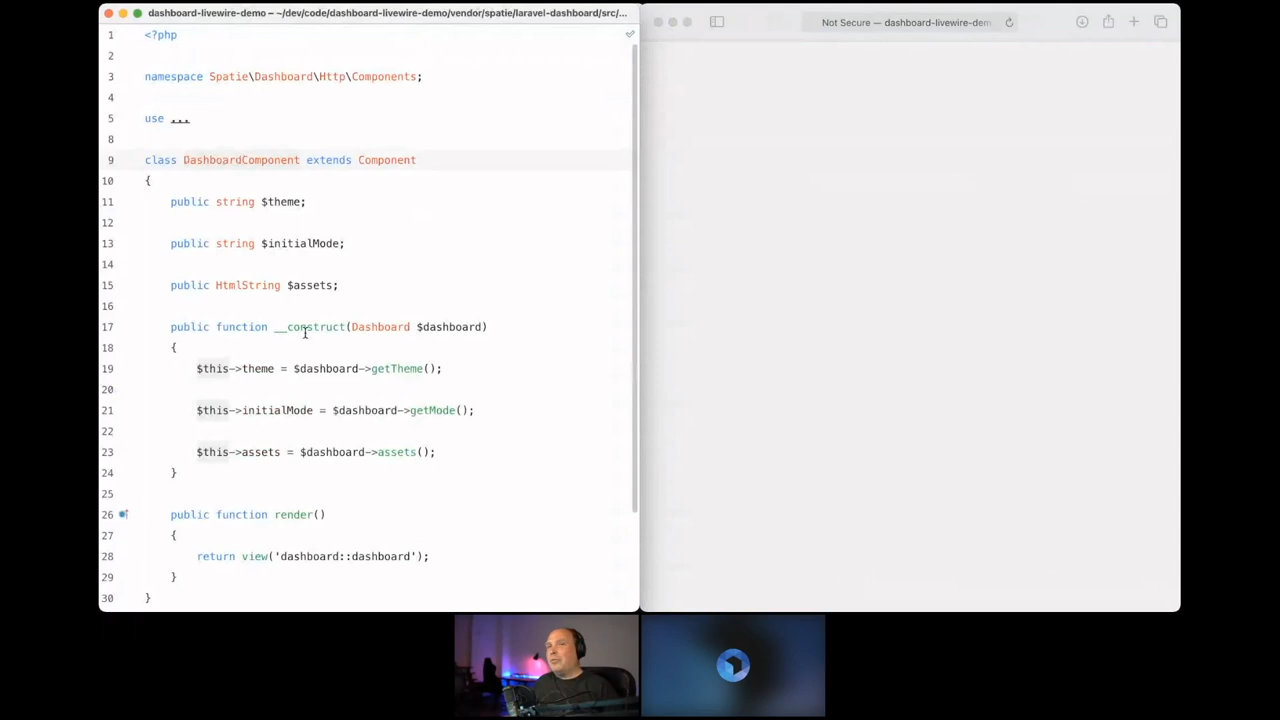 dashboard-livewire-demo – ~/dev/code/dashboard-livewire-demo/vendor/spatie/laravel-dashboard/src/...
1 <?php
2
3 namespace Spatie\Dashboard\Http\Components;
4
5 use ...
8
9 class DashboardComponent extends Component
10 {
11 public string $theme;
12
13 public string $initialMode;
14
15 public HtmlString $assets;
16
17 public function __construct(Dashboard $dashboard)
18 {
19 $this->theme = $dashboard->getTheme();
20
21 $this->initialMode = $dashboard->getMode();
22
23 $this->assets = $dashboard->assets();
24 }
25
26 public function render()
27 {
28 return view('dashboard::dashboard');
29 }
30 }
Not Secure — dashboard-livewire-dem